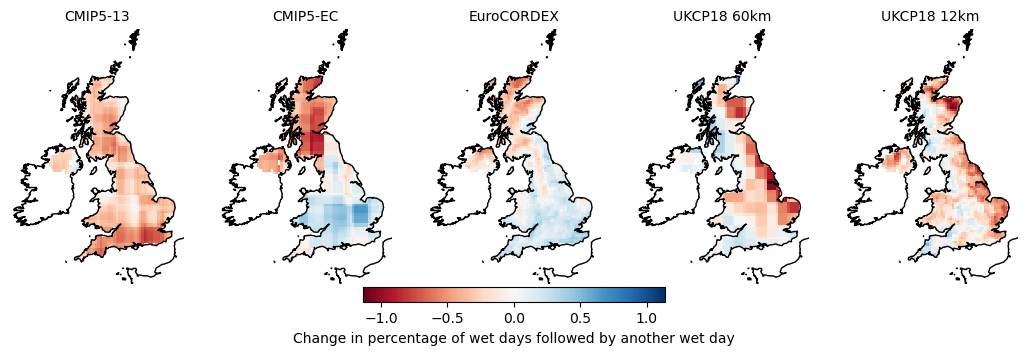 CMIP5-13 CMIP5-EC EuroCORDEX UKCP18 60km UKCP18 12km
−1.0 −0.5 0.0 0.5 1.0
Change in percentage of wet days followed by another wet day